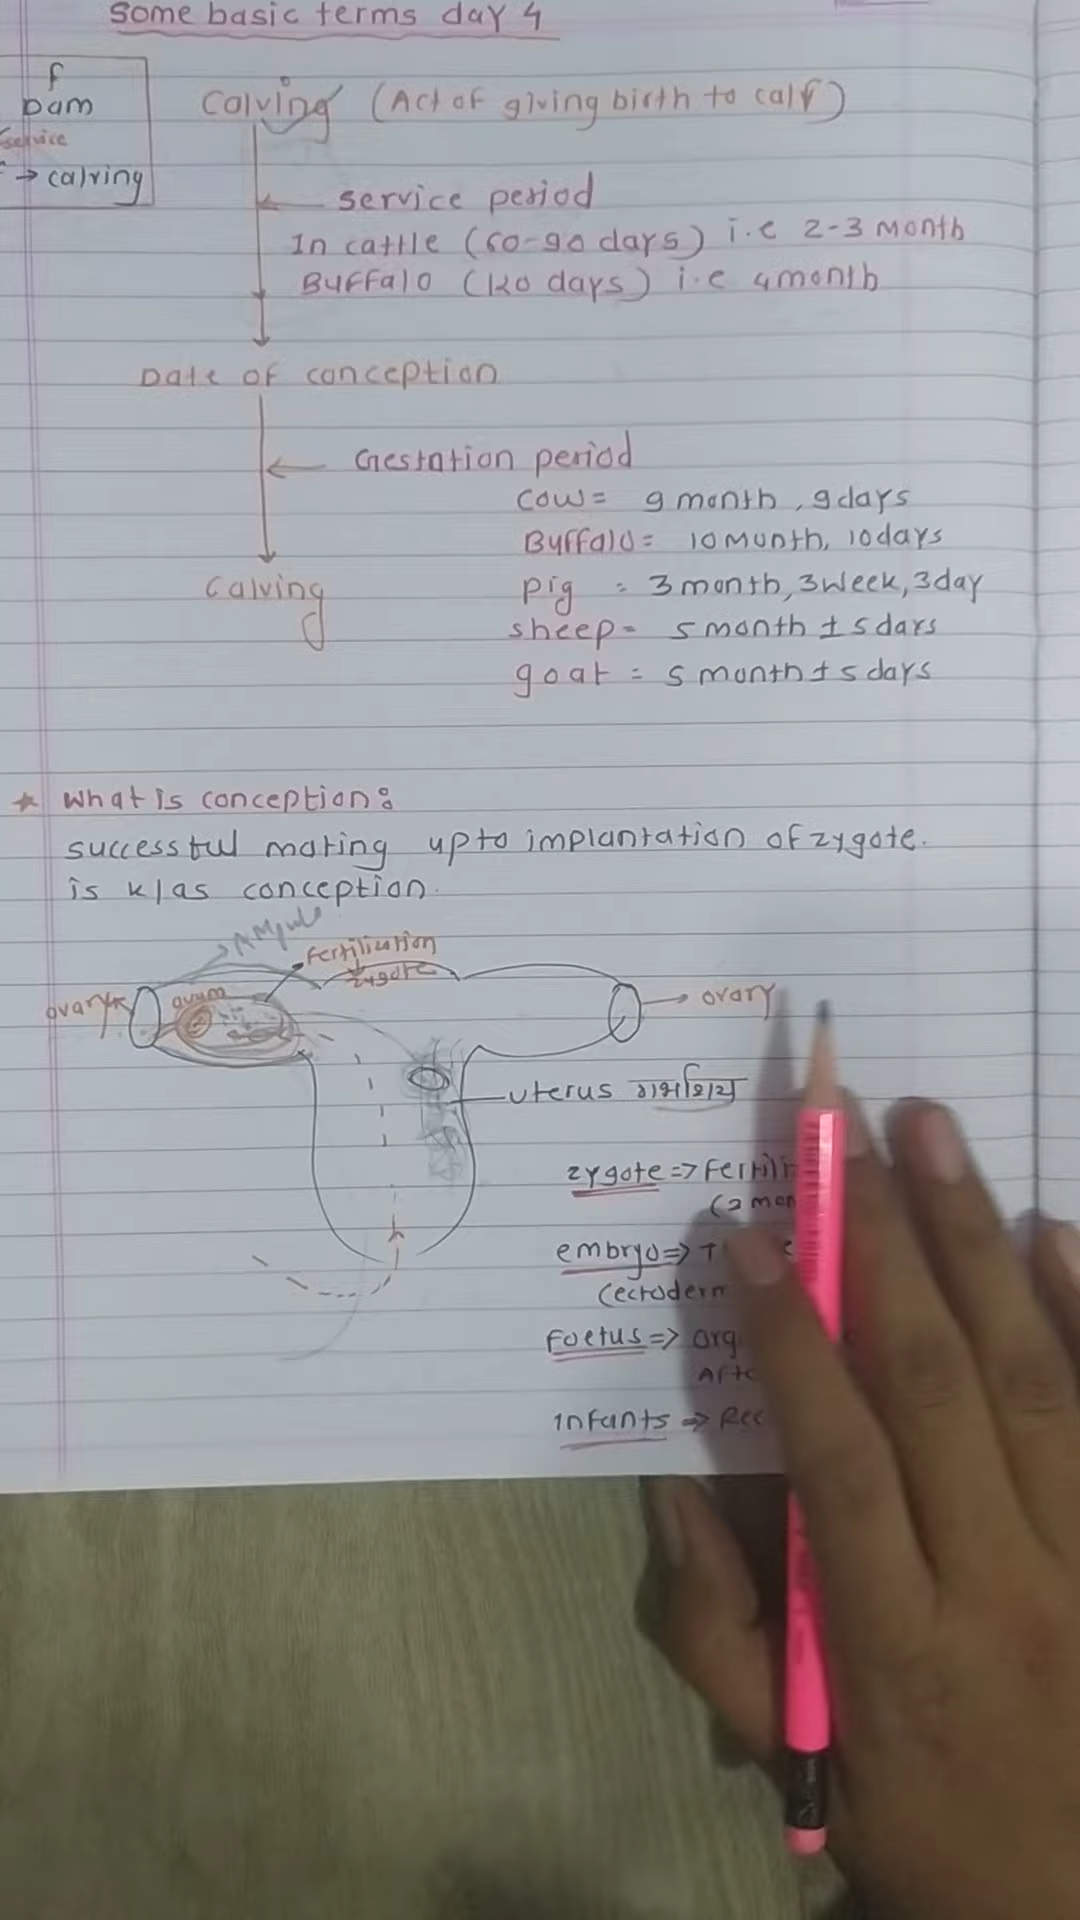 some basic terms day 4
f
Dam
service
→ calving
Calving (Act of giving birth to calf)
service period
In cattle (60-90 days) i.e 2-3 month
Buffalo (120 days) i.e 4 month
Date of conception
Gestation period
cow = 9 month, 9 days
Buffalo = 10 month, 10 days
pig = 3 month, 3 week, 3 day
Calving
sheep = 5 month ± 5 days
goat = 5 month ± 5 days
* what is conception:
successful mating upto implantation of zygote.
is k/as conception.
Fertilization
zygote
ovary
ovum
ovary
uterus गर्भाशय
zygote => Fertili
(2 mon
embryo => T
(ectoderm
Foetus => org
Afte
Infants => Rec